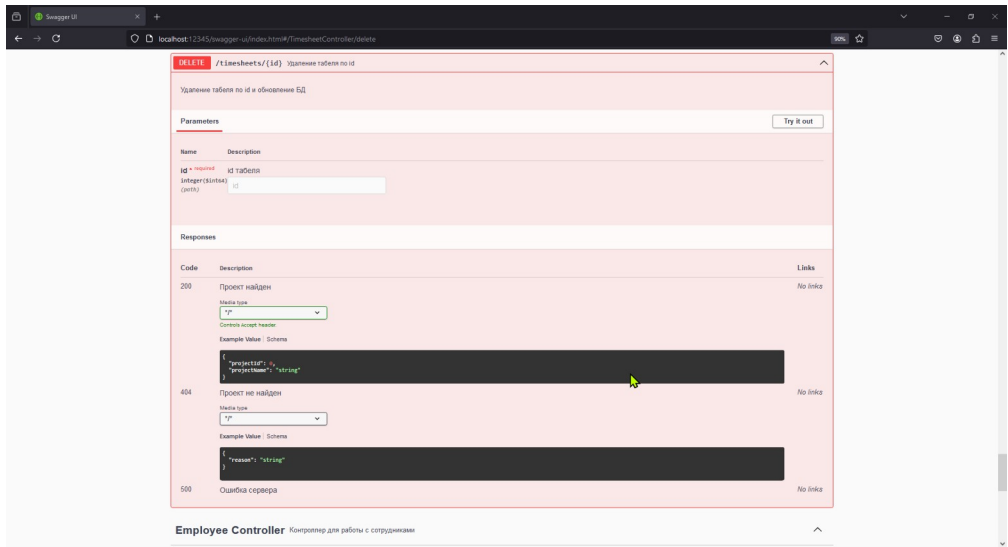 Swagger UI
localhost:12345/swagger-ui/index.html#/TimesheetController/delete
90%
DELETE /timesheets/{id} Удаление табеля по id
Удаление табеля по id и обновление БД
Parameters
Try it out
Name Description
id * required id табеля
integer($int64)
id
(path)
Responses
Code Description Links
200 Проект найден No links
Media type
*/*
Controls Accept header.
Example Value | Schema
{
"projectId": 0,
"projectName": "string"
}
404 Проект не найден No links
Media type
*/*
Example Value | Schema
{
"reason": "string"
}
500 Ошибка сервера No links
Employee Controller Контроллер для работы с сотрудниками